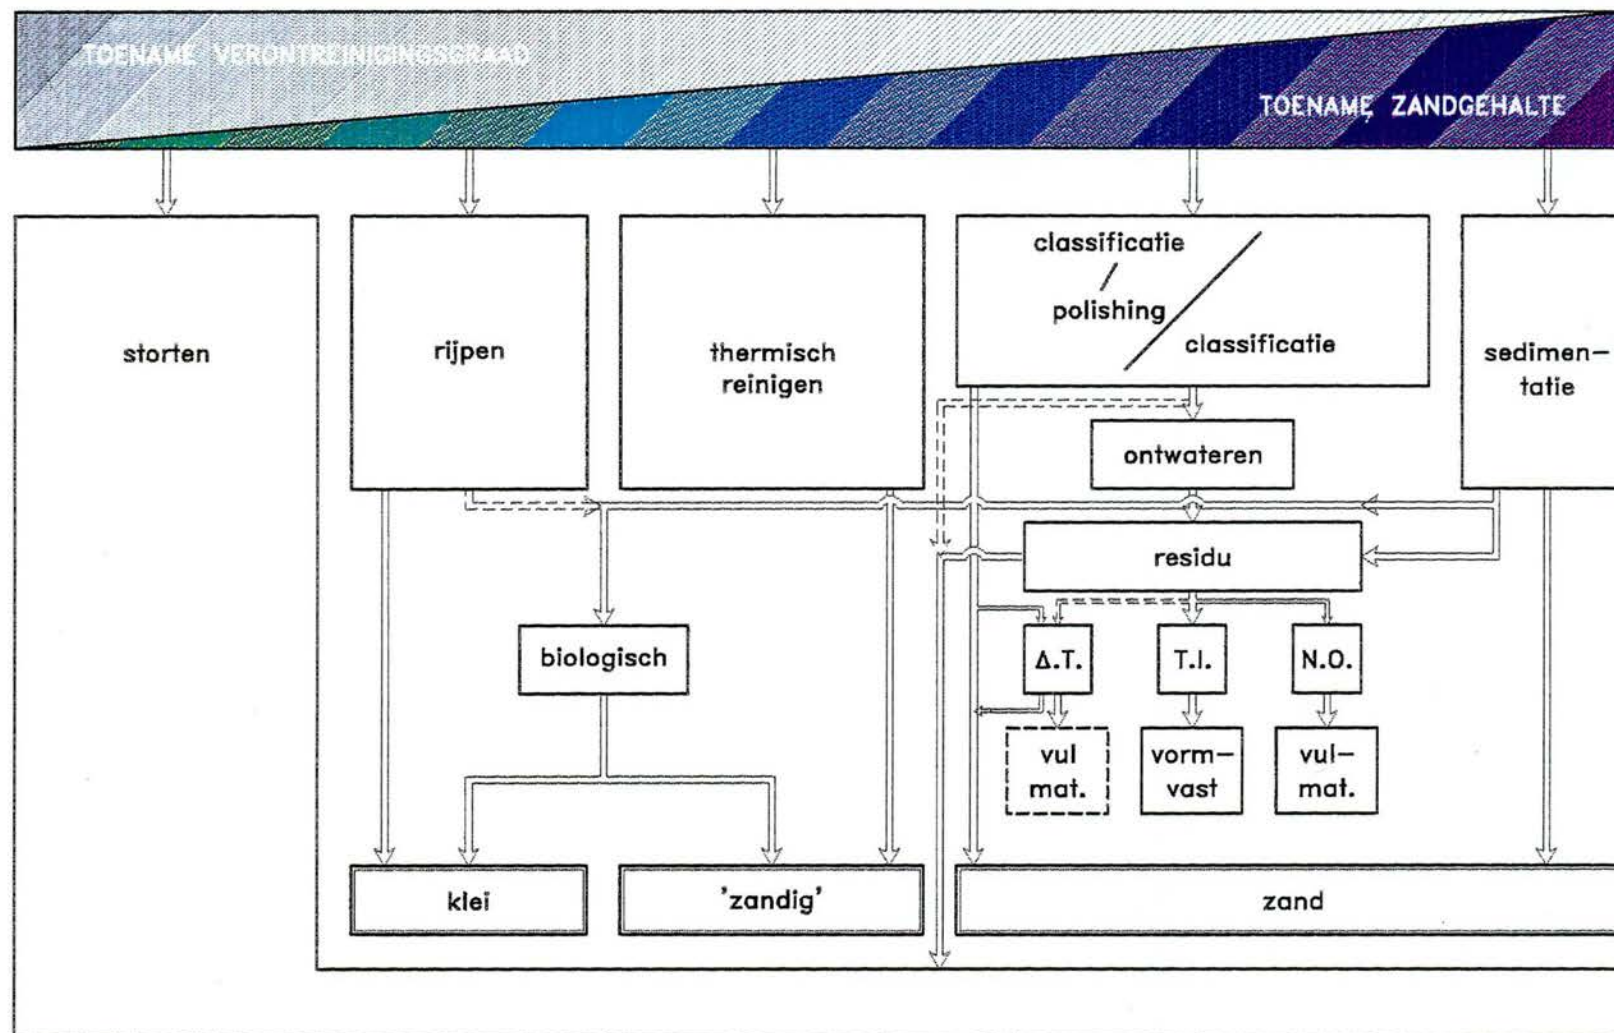 TOENAME VERONTREINIGINGSGRAAD
TOENAME ZANDGEHALTE
storten
rijpen
thermisch
reinigen
classificatie
/
polishing
/
classificatie
sedimen-
tatie
ontwateren
residu
biologisch
Δ.T.
T.I.
N.O.
vul
mat.
vorm-
vast
vul-
mat.
klei
'zandig'
zand